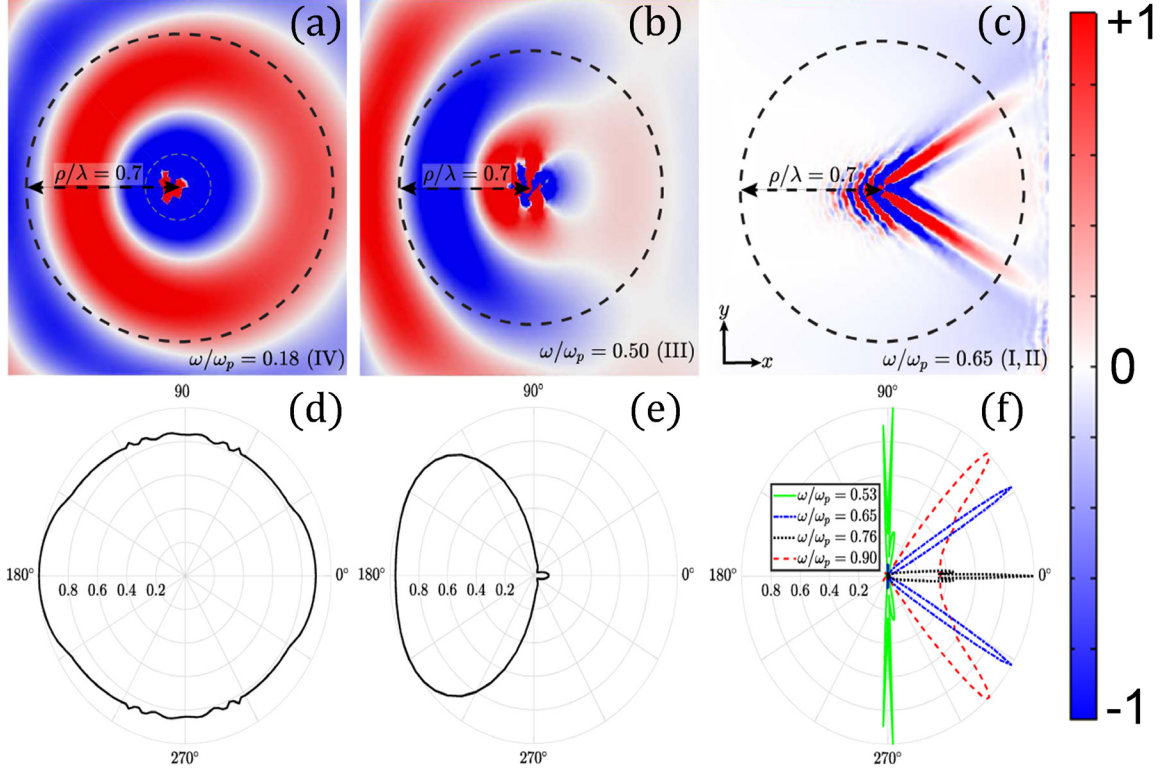 (a)
(b)
(c)
+1
ρ/λ = 0.7
ρ/λ = 0.7
ρ/λ = 0.7
0
y
x
ω/ωₚ = 0.18 (IV)
ω/ωₚ = 0.50 (III)
ω/ωₚ = 0.65 (I, II)
-1
90
(d)
180°
0.8 0.6 0.4 0.2
0°
270°
90°
(e)
180°
0.8 0.6 0.4 0.2
0°
270°
90°
(f)
ω/ωₚ = 0.53
ω/ωₚ = 0.65
ω/ωₚ = 0.76
ω/ωₚ = 0.90
180°
0.8 0.6 0.4 0.2
0°
270°